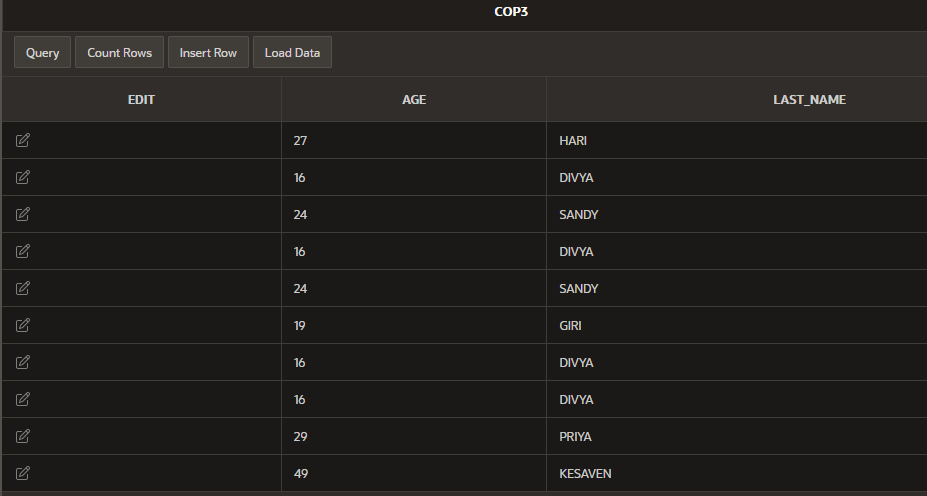 COP3
Query Count Rows Insert Row Load Data
EDIT AGE LAST_NAME
27 HARI
16 DIVYA
24 SANDY
16 DIVYA
24 SANDY
19 GIRI
16 DIVYA
16 DIVYA
29 PRIYA
49 KESAVEN